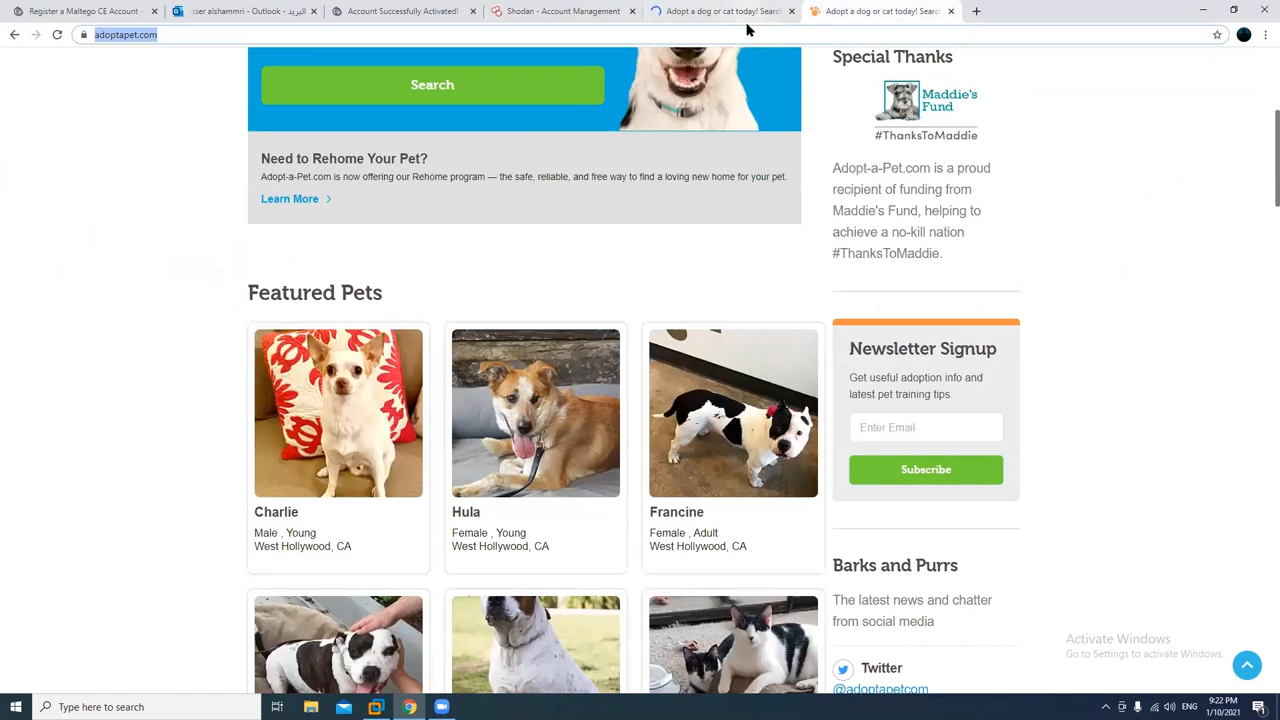 Register a Maltego CE Account -
البريد - user alshammri - Outlook
Account Successfully Activated!
Shodan - Account Management
Adopt a dog or cat today! Search
Adopt a dog or cat today! Search
adoptapet.com
Search
Need to Rehome Your Pet?
Adopt-a-Pet.com is now offering our Rehome program — the safe, reliable, and free way to find a loving new home for your pet.
Learn More
Featured Pets
Charlie
Male , Young
West Hollywood, CA
Hula
Female , Young
West Hollywood, CA
Francine
Female , Adult
West Hollywood, CA
Special Thanks
Maddie's
Fund
#ThanksToMaddie
Adopt-a-Pet.com is a proud
recipient of funding from
Maddie's Fund, helping to
achieve a no-kill nation
#ThanksToMaddie.
Newsletter Signup
Get useful adoption info and
latest pet training tips.
Enter Email
Subscribe
Barks and Purrs
The latest news and chatter
from social media
Twitter
@adoptapetcom
Activate Windows
Go to Settings to activate Windows.
Type here to search
ENG
9:22 PM
1/10/2021